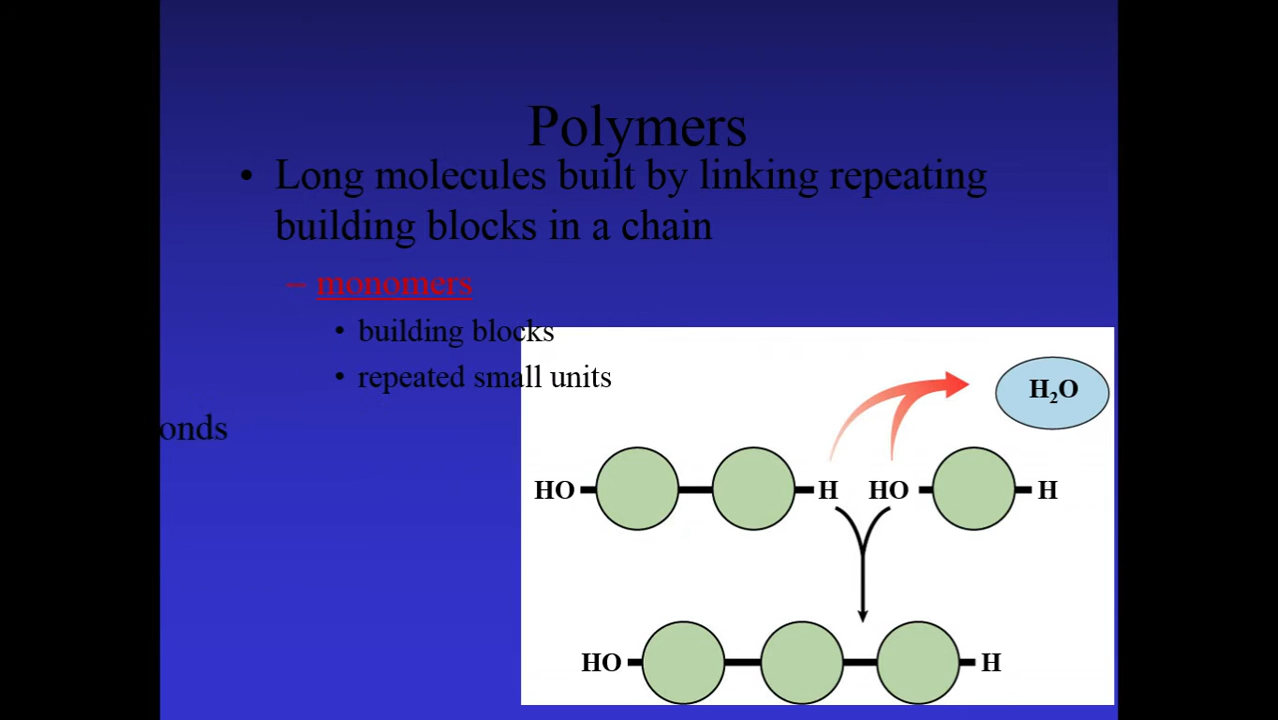 Polymers
• Long molecules built by linking repeating
building blocks in a chain
– monomers
• building blocks
• repeated small units
onds
H₂O
HO H HO H
HO H